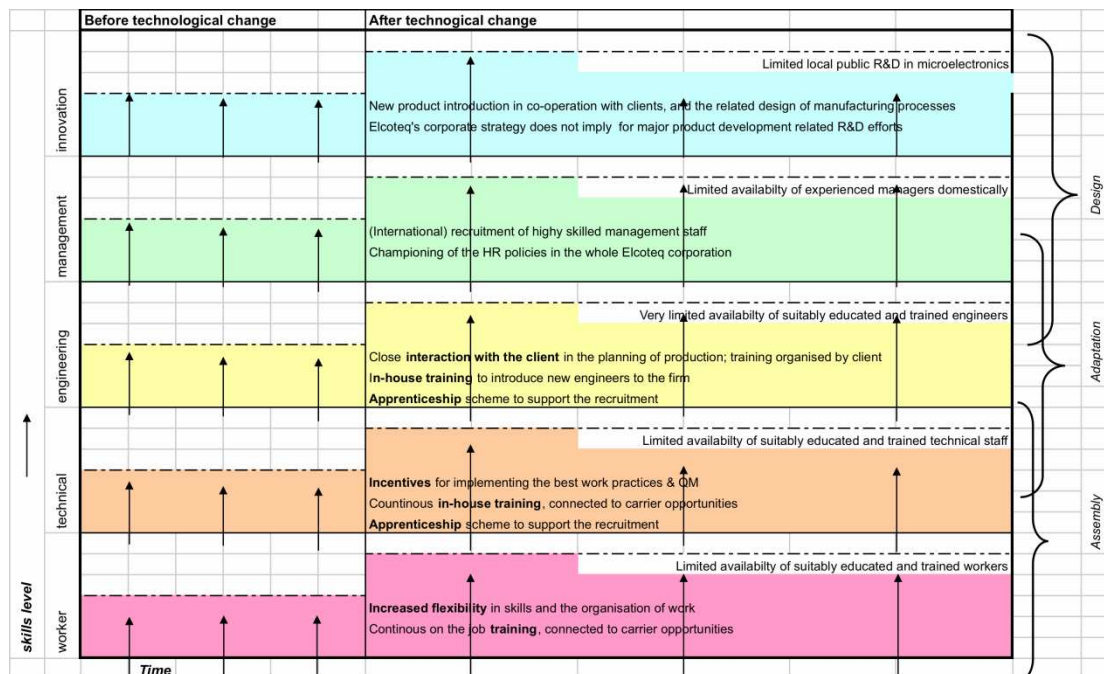 Before technological change
After technogical change
innovation
Limited local public R&D in microelectronics
New product introduction in co-operation with clients, and the related design of manufacturing processes
Elcoteq's corporate strategy does not imply for major product development related R&D efforts
management
Limited availabilty of experienced managers domestically
(International) recruitment of highy skilled management staff
Championing of the HR policies in the whole Elcoteq corporation
Design
engineering
Very limited availabilty of suitably educated and trained engineers
Close interaction with the client in the planning of production; training organised by client
In-house training to introduce new engineers to the firm
Apprenticeship scheme to support the recruitment
Adaptation
technical
Limited availabilty of suitably educated and trained technical staff
Incentives for implementing the best work practices & QM
Countinous in-house training, connected to carrier opportunities
Apprenticeship scheme to support the recruitment
Assembly
skills level
worker
Limited availabilty of suitably educated and trained workers
Increased flexibility in skills and the organisation of work
Continous on the job training, connected to carrier opportunities
Time